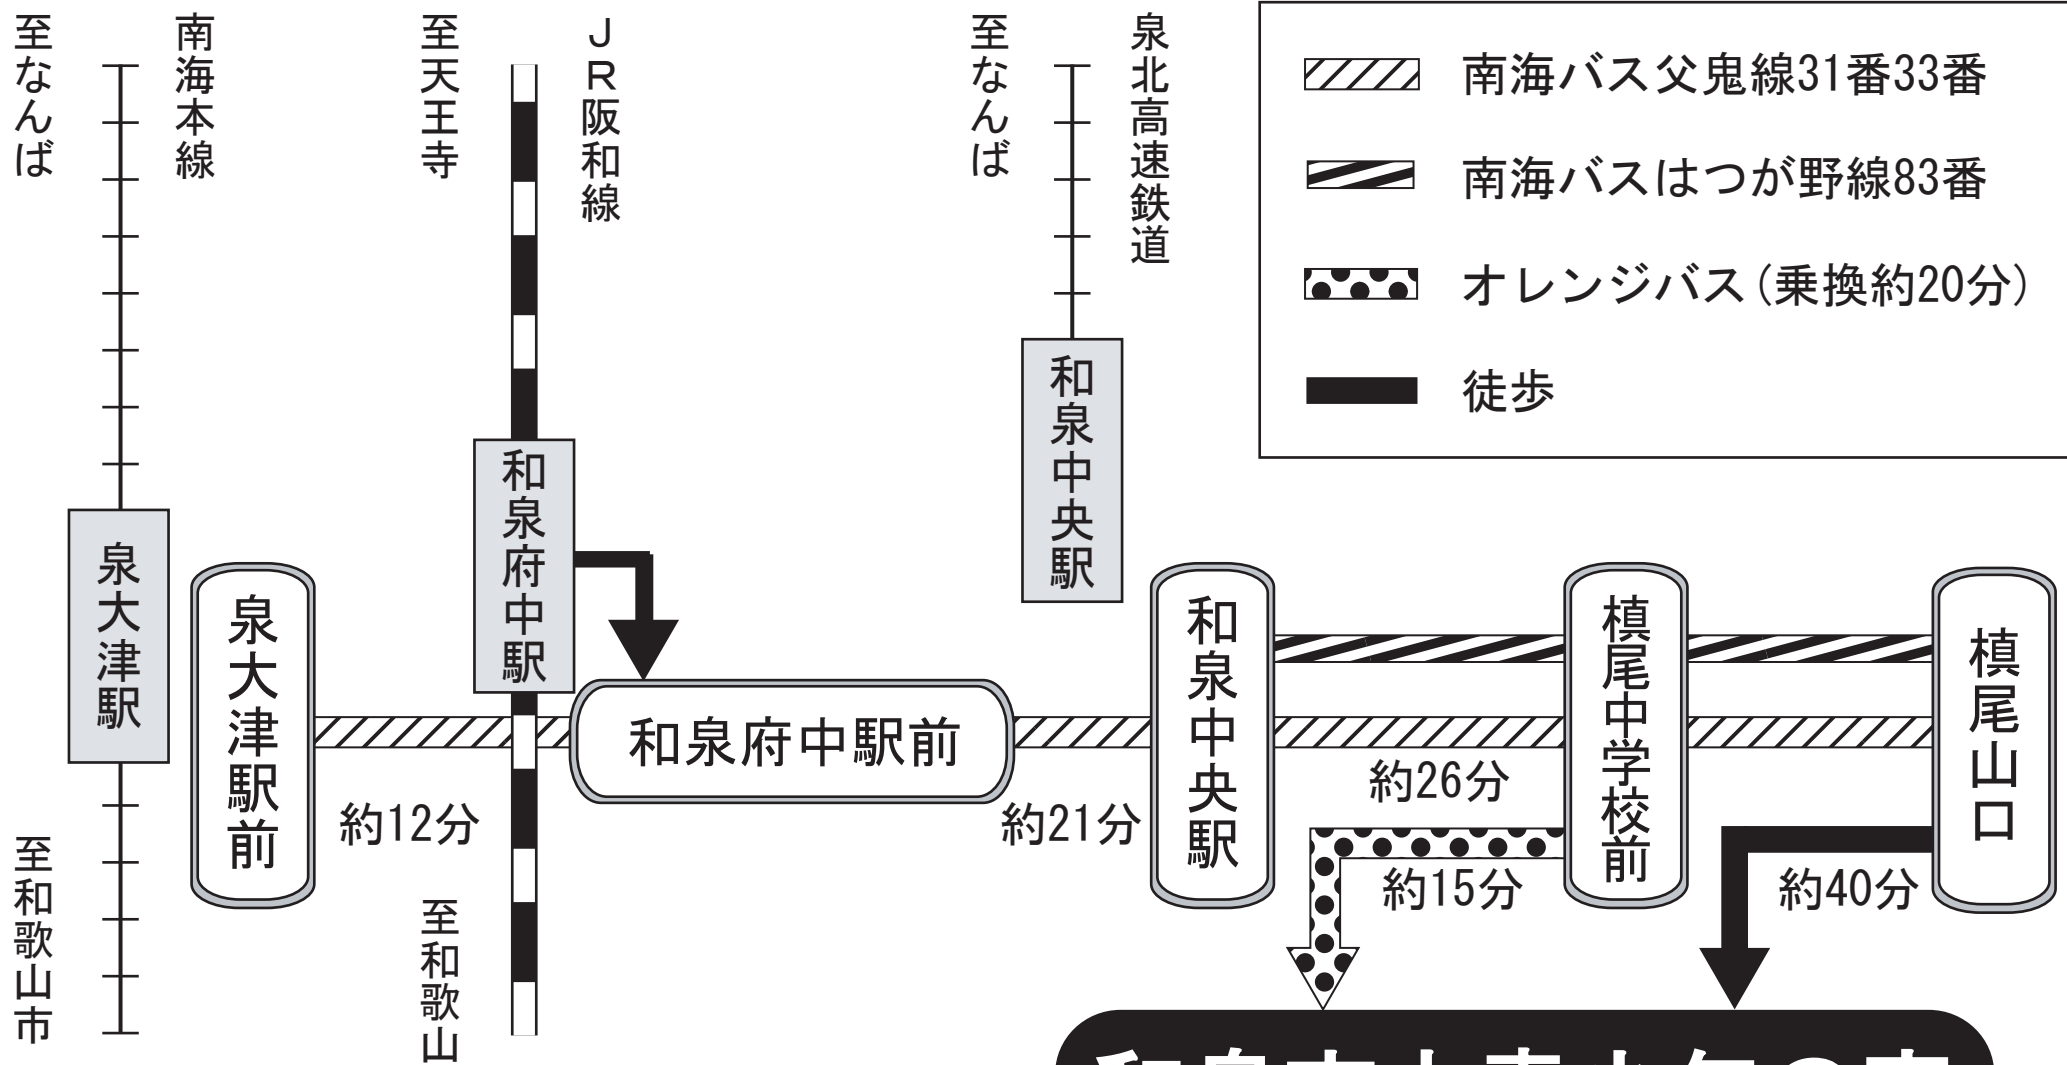 至なんば
南海本線
至天王寺
JR阪和線
至なんば
泉北高速鉄道
南海バス父鬼線31番33番
南海バスはつが野線83番
オレンジバス(乗換約20分)
徒歩
泉大津駅
和泉府中駅
和泉中央駅
泉大津駅前
和泉府中駅前
和泉中央駅
槙尾中学校前
槙尾山口
約12分
約21分
約26分
約15分
約40分
至和歌山市
至和歌山